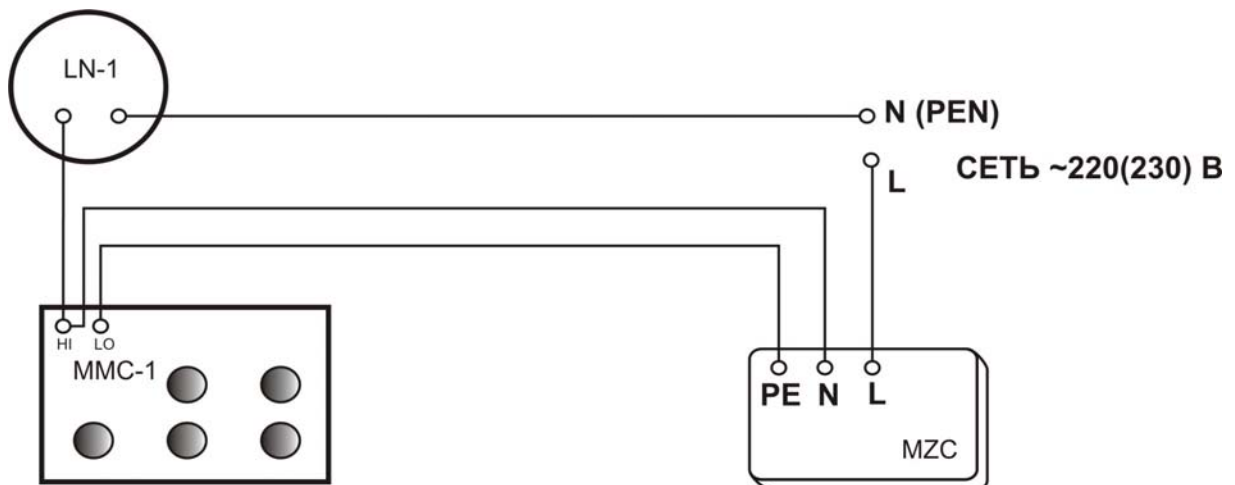 LN-1
N (PEN)
СЕТЬ ~220(230) В
L
HI LO
MMC-1
PE N L
MZC